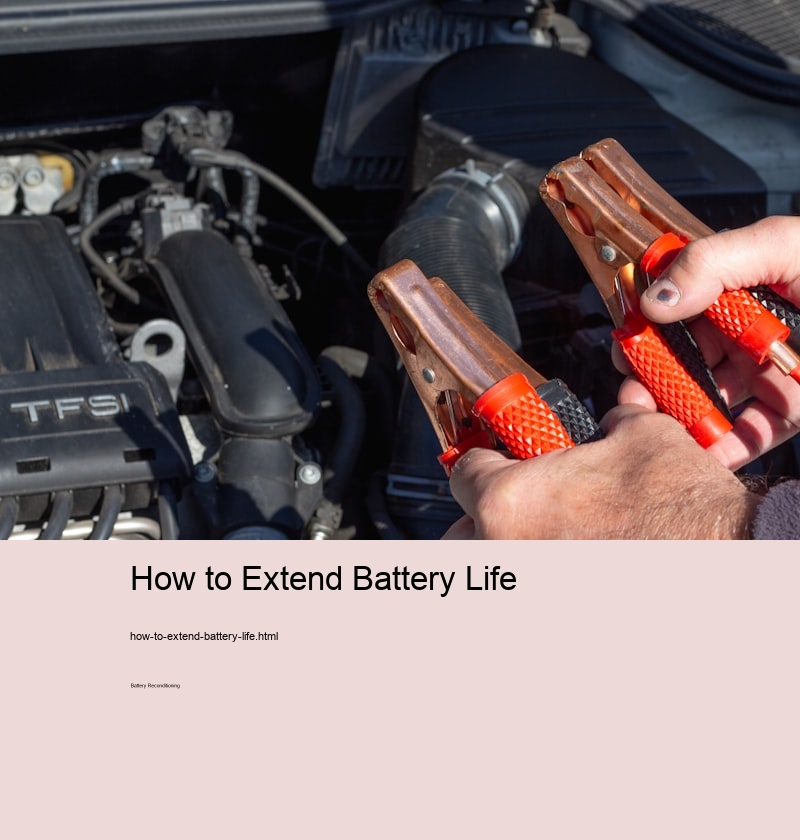 TFSI
How to Extend Battery Life
how-to-extend-battery-life.html
Battery Reconditioning